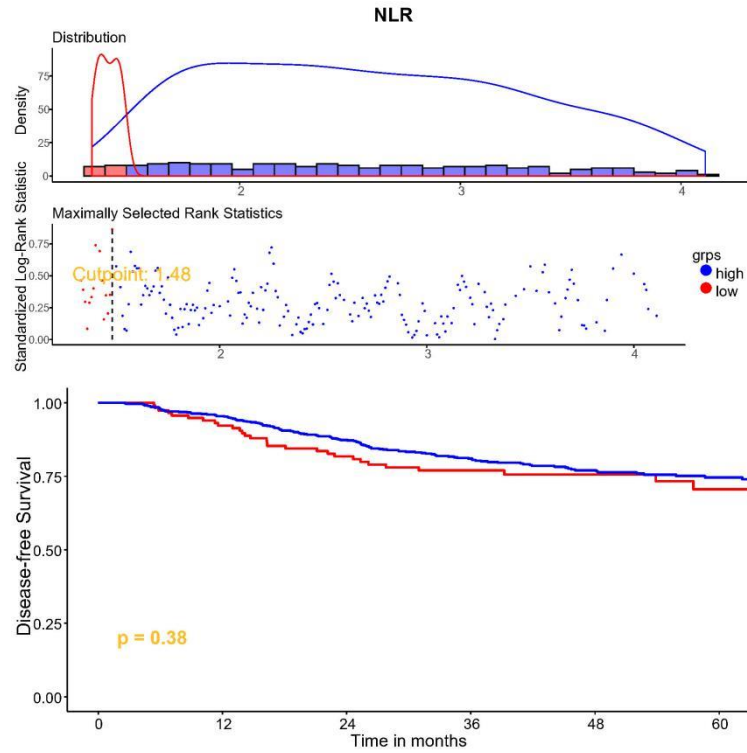 NLR
Distribution
Density
75
50
25
0
2
3
4
Maximally Selected Rank Statistics
Standardized Log-Rank Statistic
0.75
0.50
0.25
0.00
Cutpoint: 1.48
2
3
4
grps
high
low
Disease-free Survival
1.00
0.75
0.50
0.25
0.00
p = 0.38
0
12
24
36
48
60
Time in months